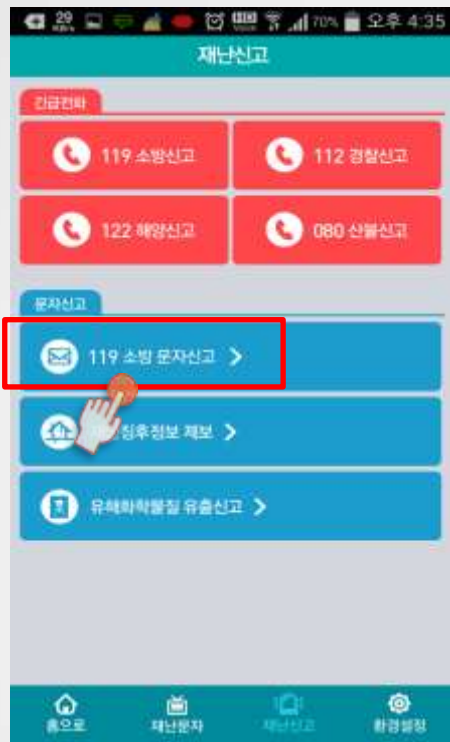 29
70% 오후 4:35
재난신고
긴급전화
119 소방신고
112 경찰신고
122 해양신고
080 산불신고
문자신고
119 소방 문자신고 >
징후정보 제보 >
유해화학물질 유출신고 >
홈으로
재난문자
재난신고
환경설정